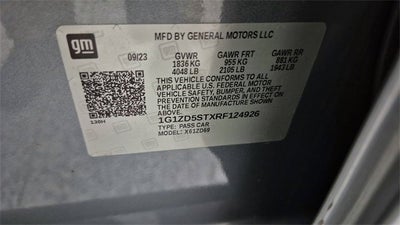 gm
MFD BY GENERAL MOTORS LLC
09/23 GVWR GAWR FRT GAWR RR
1836 KG 955 KG 881 KG
4048 LB 2105 LB 1943 LB
THIS VEHICLE CONFORMS TO ALL
APPLICABLE U.S. FEDERAL MOTOR
VEHICLE SAFETY, BUMPER, AND THEFT
PREVENTION STANDARDS IN EFFECT ON
THE DATE OF MANUFACTURE SHOWN
ABOVE.
1G1ZD5STXRF124926
TYPE: PASS CAR
MODEL: X61ZD69